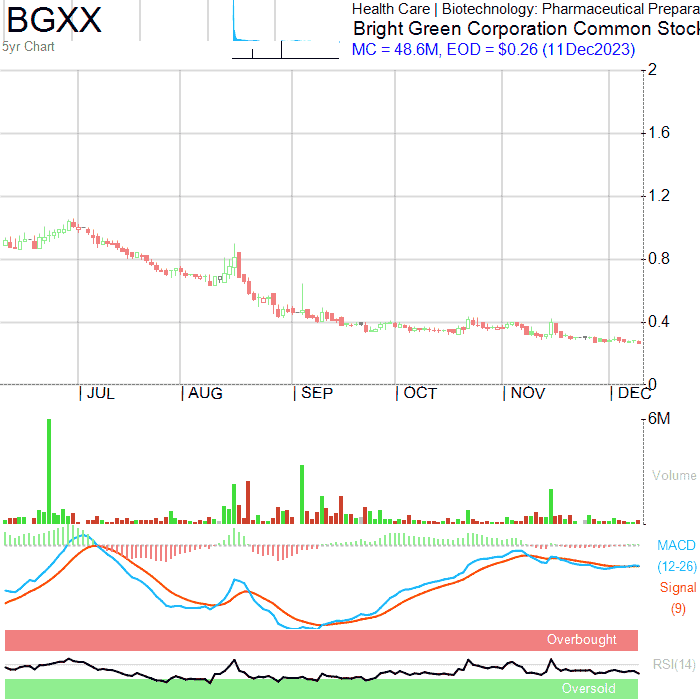 BGXX
5yr Chart
Health Care | Biotechnology: Pharmaceutical Prepara
Bright Green Corporation Common Stock
MC = 48.6M, EOD = $0.26 (11Dec2023)
2
1.6
1.2
0.8
0.4
0
JUL AUG SEP OCT NOV DEC
6M
Volume
MACD
(12-26)
Signal
(9)
Overbought
RSI(14)
Oversold